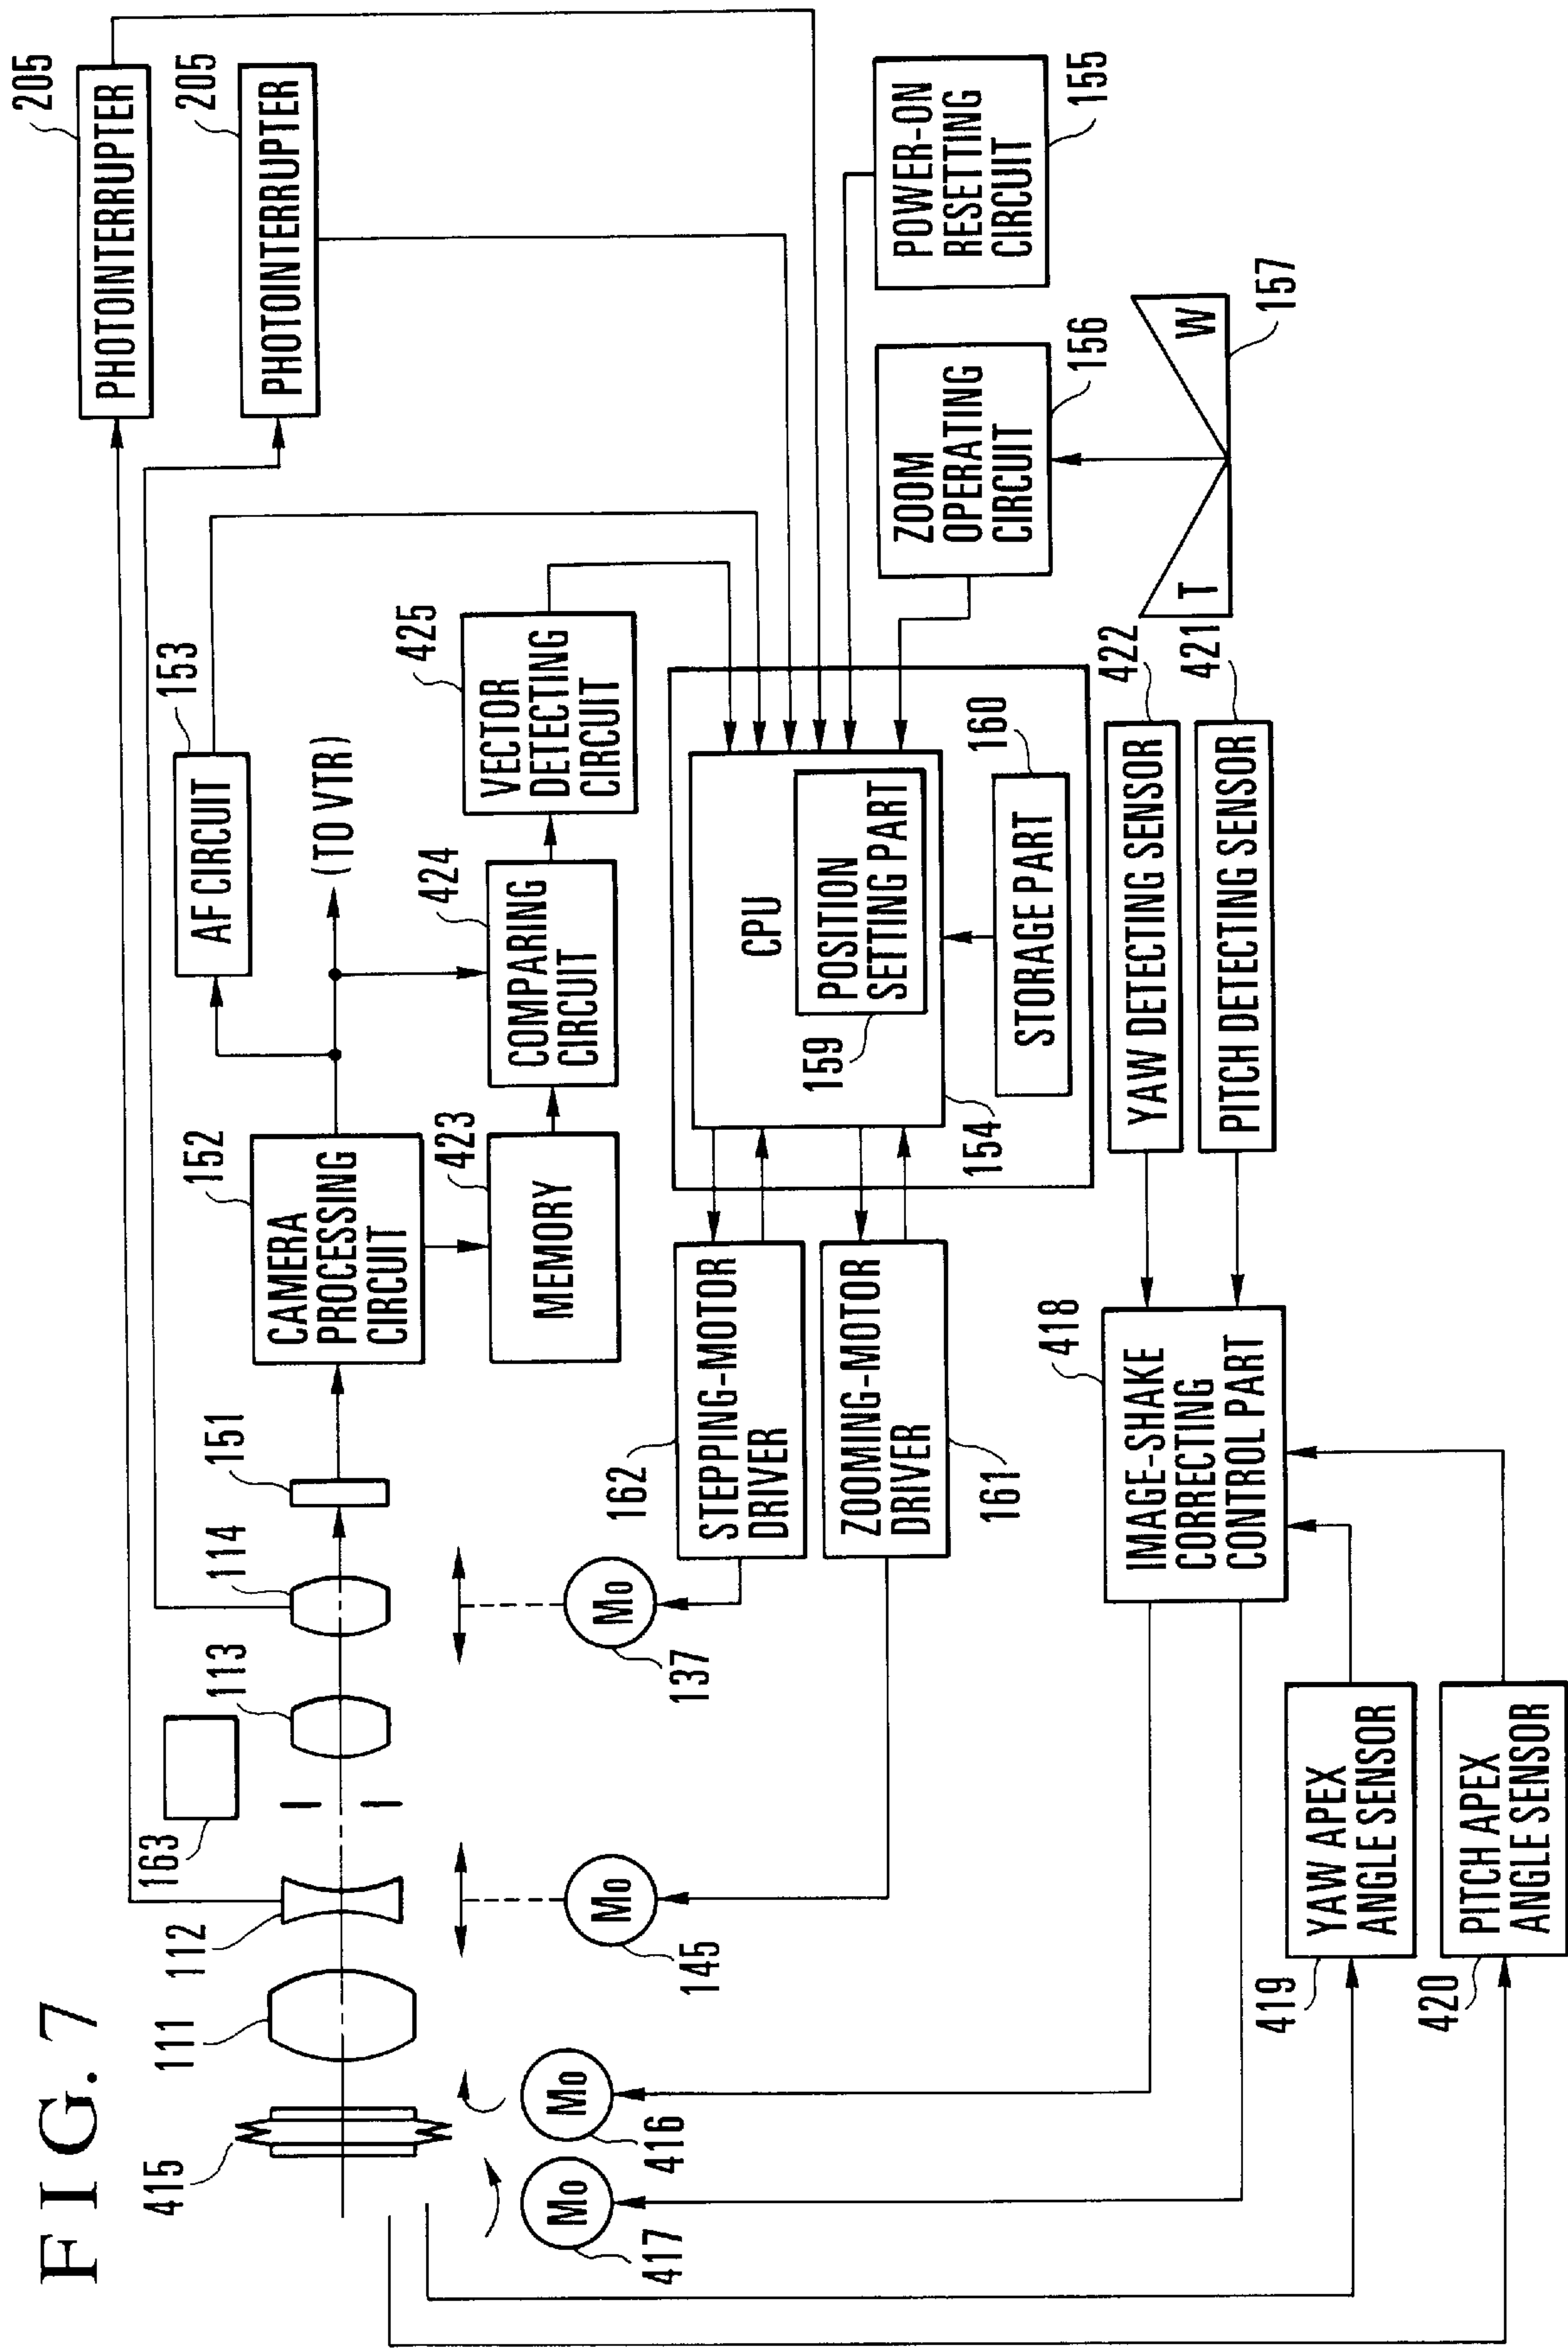 FIG. 7
205
PHOTOINTERRUPTER
205
PHOTOINTERRUPTER
153
AF CIRCUIT
(TO VTR)
415
111
112
163
113
114
151
152
CAMERA
PROCESSING
CIRCUIT
423
MEMORY
424
COMPARING
CIRCUIT
425
VECTOR
DETECTING
CIRCUIT
POWER-ON
RESETTING
CIRCUIT
155
ZOOM
OPERATING
CIRCUIT
156
T
W
157
CPU
POSITION
SETTING PART
159
154
160
STORAGE PART
162
STEPPING-MOTOR
DRIVER
ZOOMING-MOTOR
DRIVER
161
Mo
137
Mo
145
Mo
416
Mo
417
422
YAW DETECTING SENSOR
421
PITCH DETECTING SENSOR
418
IMAGE-SHAKE
CORRECTING
CONTROL PART
419
YAW APEX
ANGLE SENSOR
420
PITCH APEX
ANGLE SENSOR